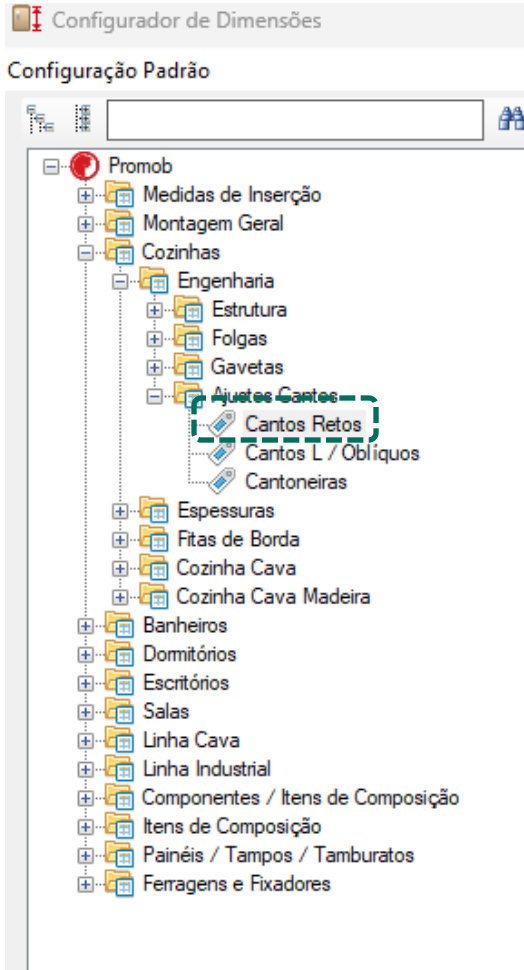 Configurador de Dimensões
Configuração Padrão
Promob
Medidas de Inserção
Montagem Geral
Cozinhas
Engenharia
Estrutura
Folgas
Gavetas
Ajustes Cantos
Cantos Retos
Cantos L / Oblíquos
Cantoneiras
Espessuras
Fitas de Borda
Cozinha Cava
Cozinha Cava Madeira
Banheiros
Dormitórios
Escritórios
Salas
Linha Cava
Linha Industrial
Componentes / Itens de Composição
Itens de Composição
Painéis / Tampos / Tamburatos
Ferragens e Fixadores